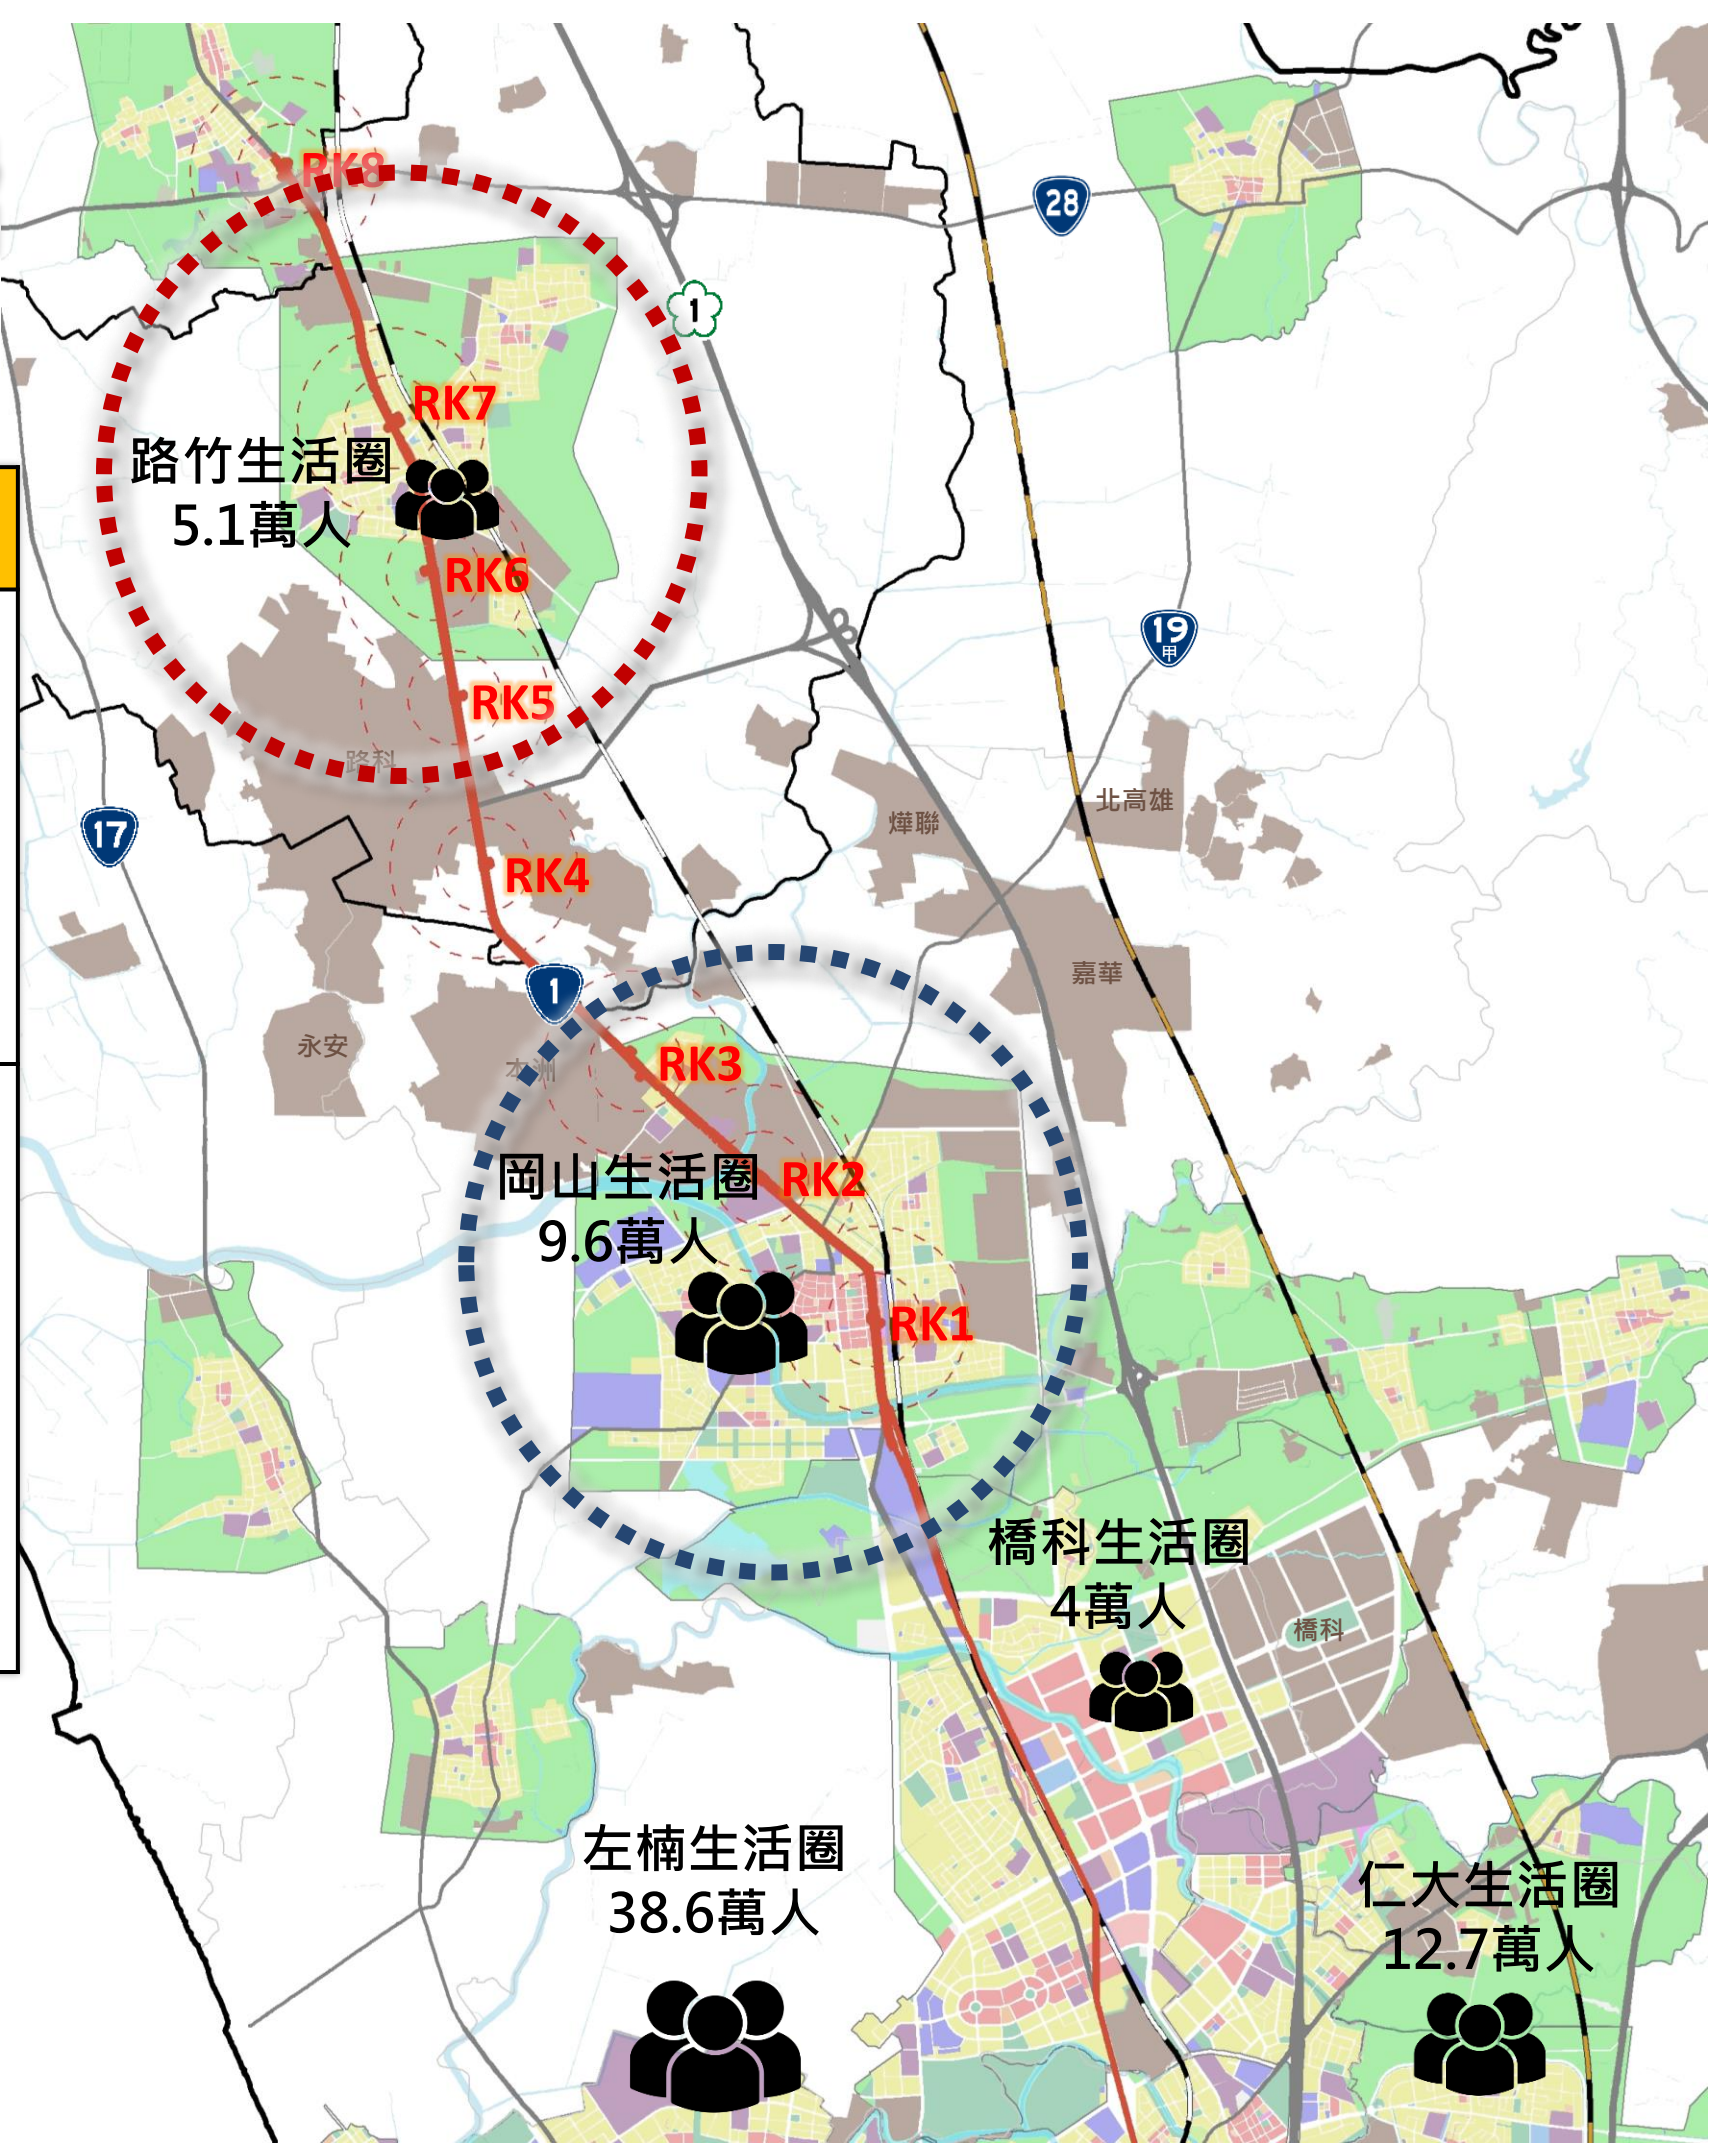 RK8
28
1
RK7
路竹生活圈
5.1萬人
RK6
19
甲
RK5
路科
北高雄
燁聯
17
RK4
嘉華
1
永安
本洲
RK3
岡山生活圈
9.6萬人
RK2
RK1
橋科生活圈
4萬人
橋科
左楠生活圈
38.6萬人
仁大生活圈
12.7萬人